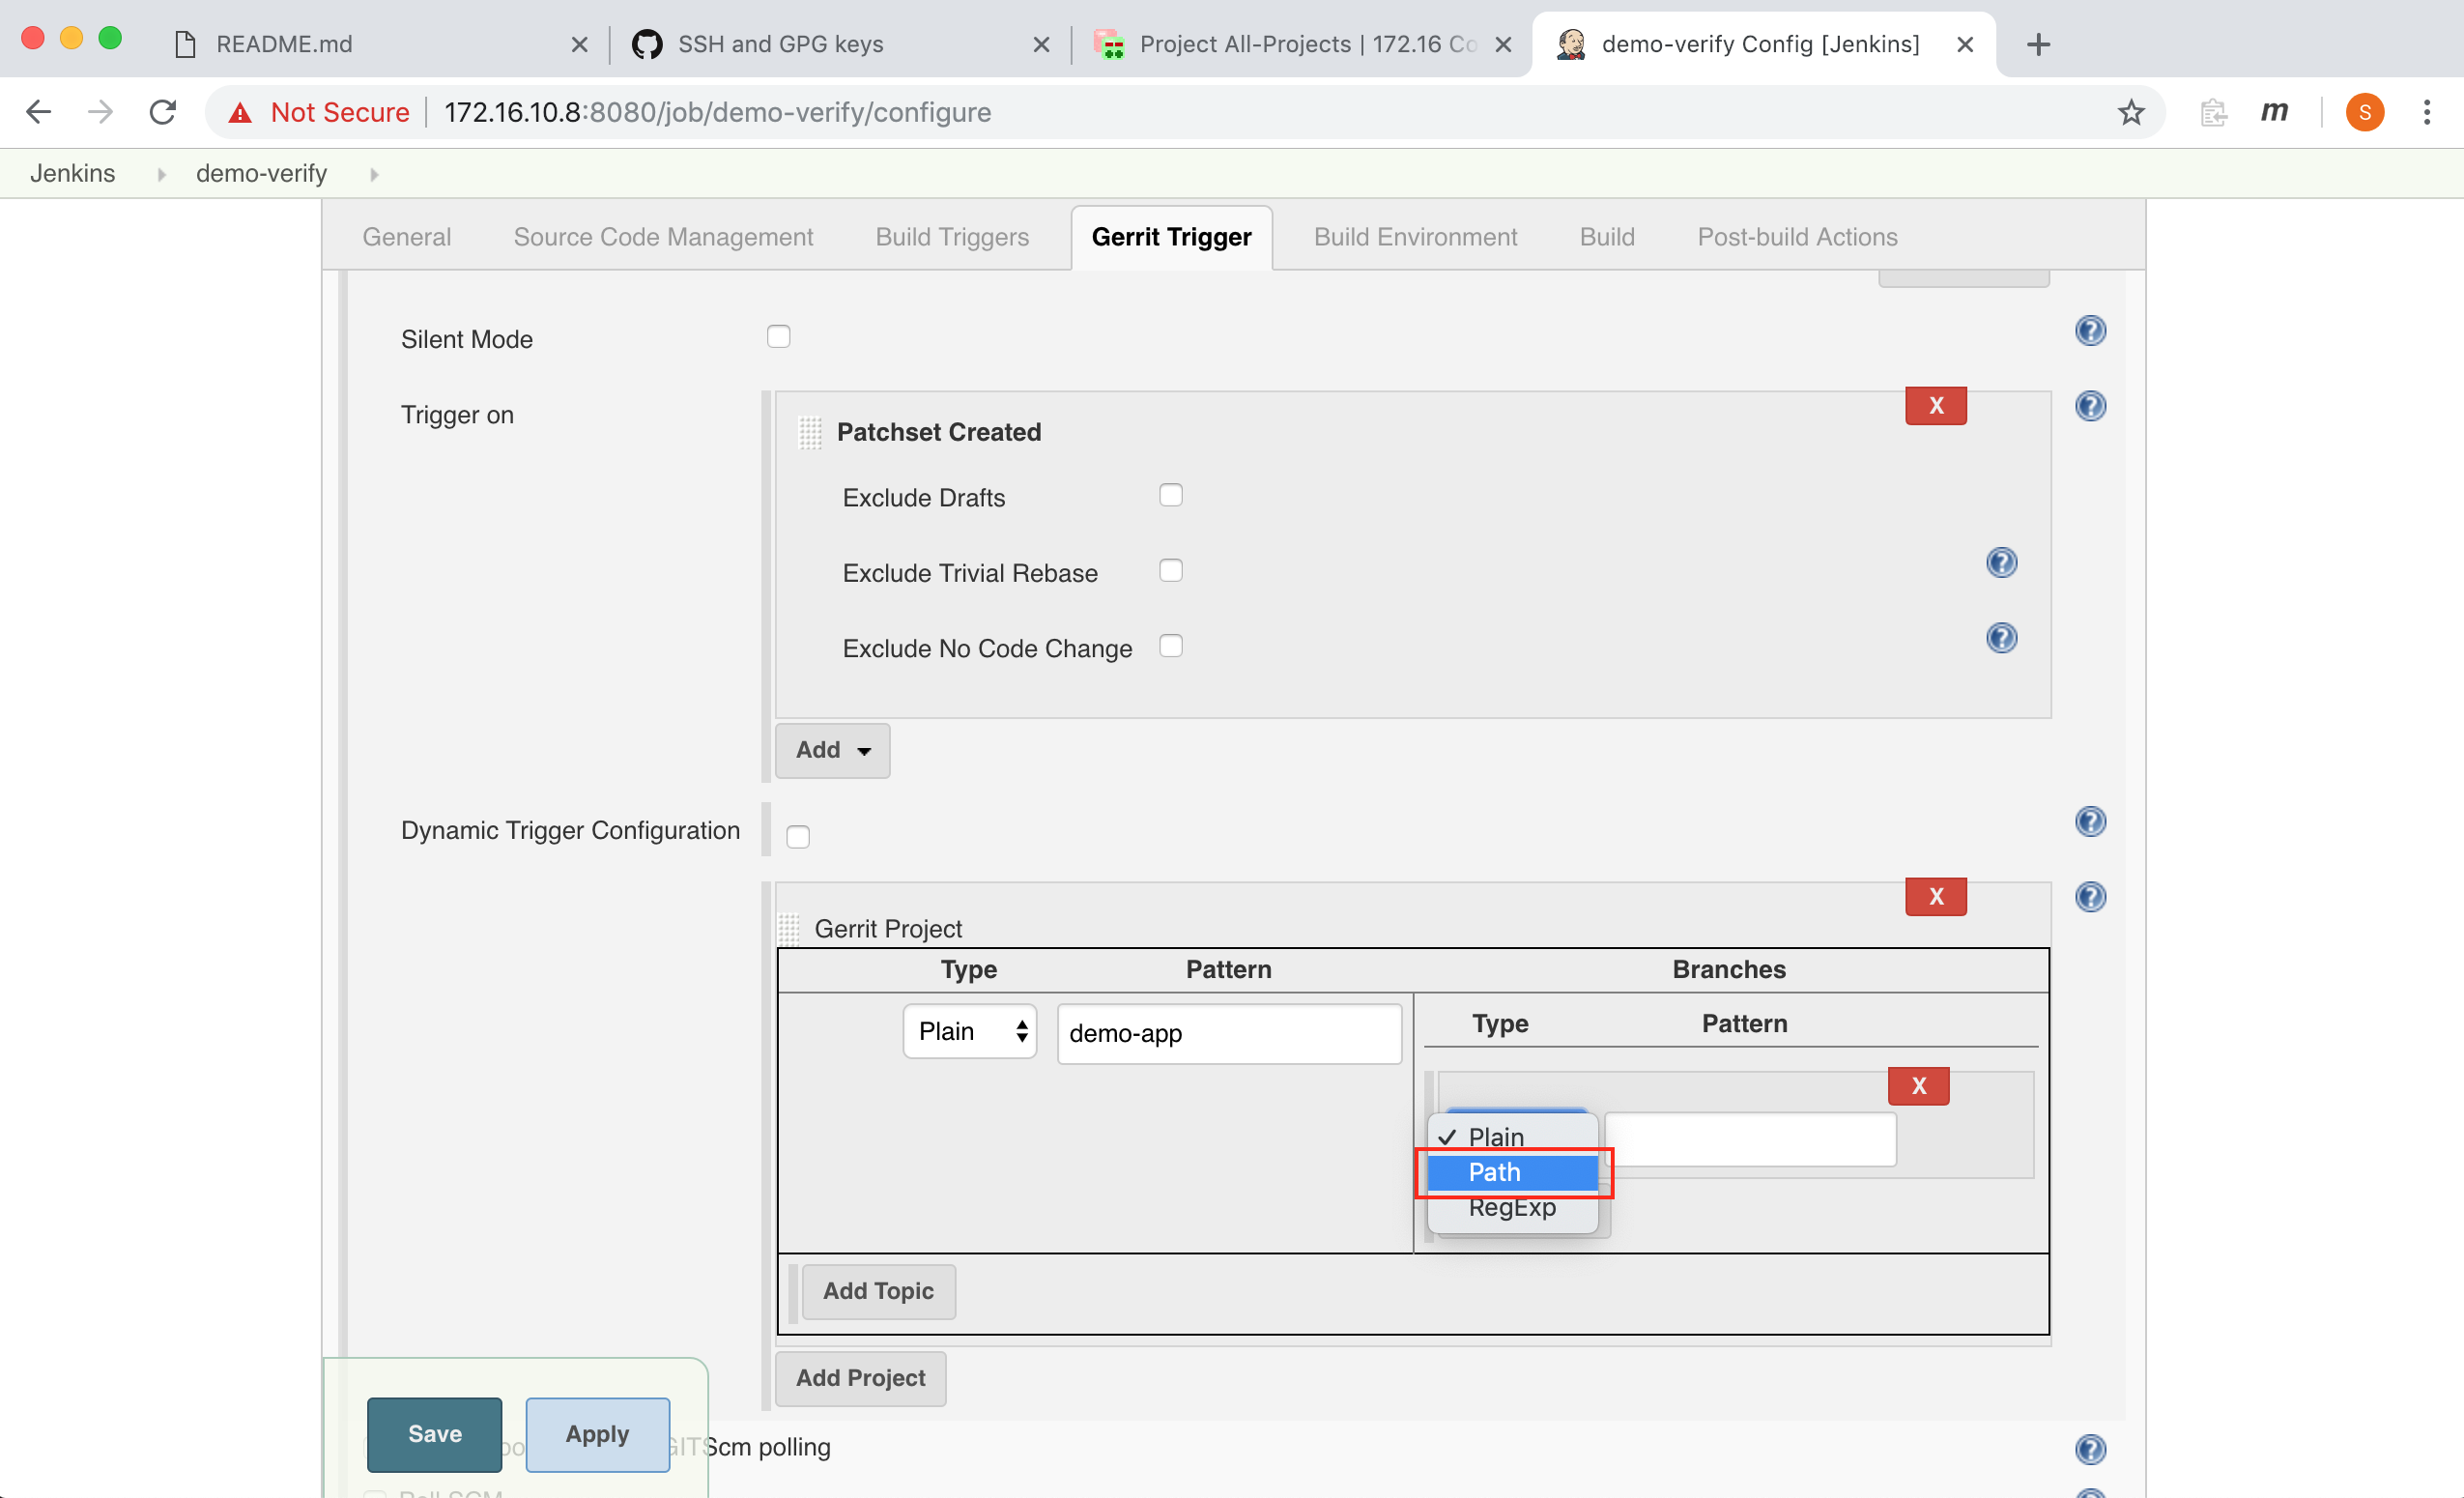 README.md
SSH and GPG keys
Project All-Projects | 172.16 Co
demo-verify Config [Jenkins]
Not Secure 172.16.10.8:8080/job/demo-verify/configure
m
S
Jenkins demo-verify
General Source Code Management Build Triggers Gerrit Trigger Build Environment Build Post-build Actions
Silent Mode ?
Trigger on X ?
Patchset Created
Exclude Drafts
Exclude Trivial Rebase ?
Exclude No Code Change ?
Add
Dynamic Trigger Configuration ?
X ?
Gerrit Project
Type Pattern Branches
Plain demo-app Type Pattern
X
Plain
Path
RegExp
Add Topic
Add Project
Save Apply GITScm polling ?
Poll SCM